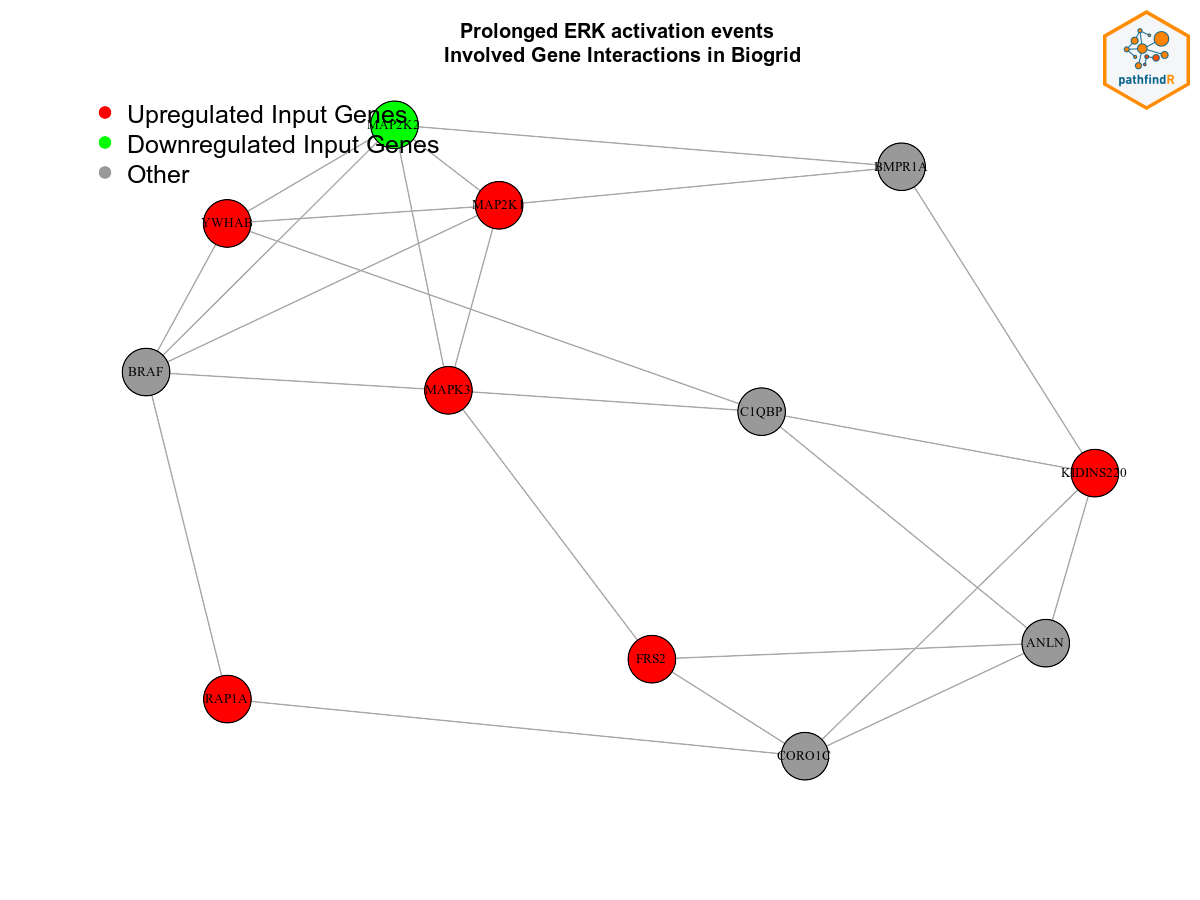 Prolonged ERK activation events
Involved Gene Interactions in Biogrid
pathfindR
Upregulated Input Genes
MAP2K2
Downregulated Input Genes
Other
BMPR1A
MAP2K1
YWHAB
BRAF
MAPK3
C1QBP
KIDINS220
ANLN
FRS2
RAP1A
CORO1C